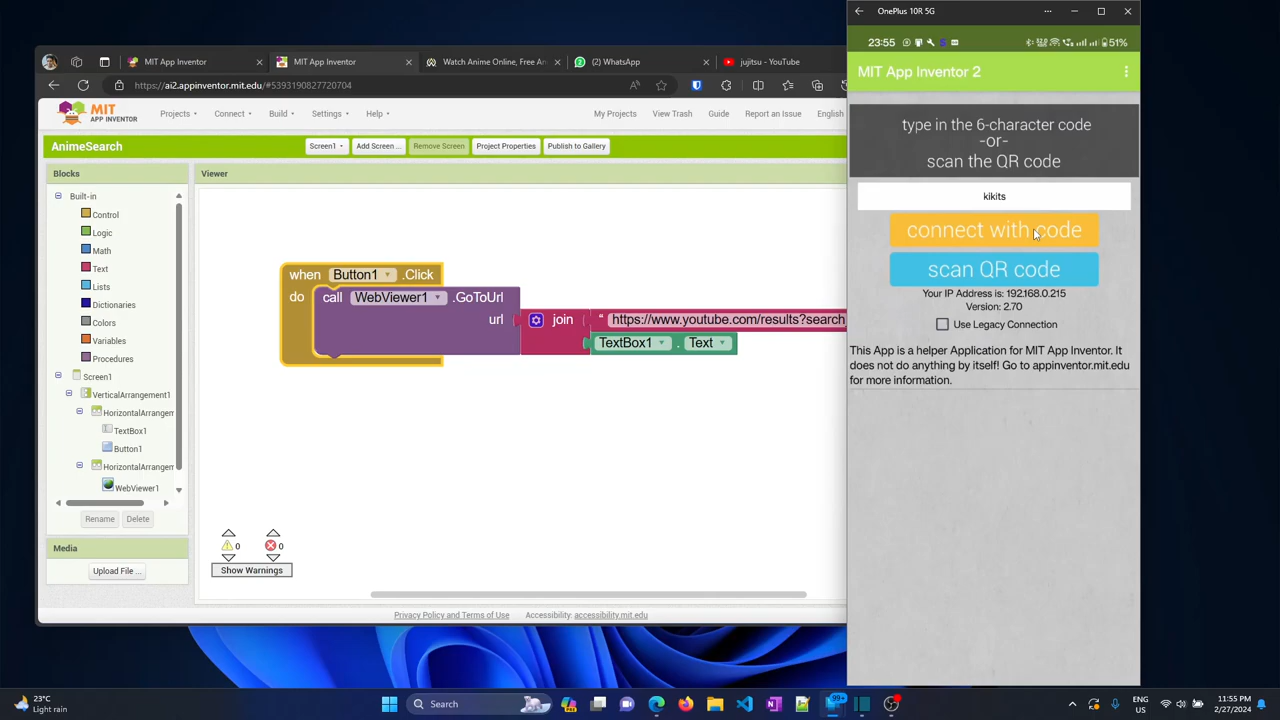 OnePlus 10R 5G
23:55
51%
MIT App Inventor 2
type in the 6-character code
-or-
scan the QR code
kikits
connect with code
scan QR code
Your IP Address is: 192.168.0.215
Version: 2.70
Use Legacy Connection
This App is a helper Application for MIT App Inventor. It
does not do anything by itself! Go to appinventor.mit.edu
for more information.
MIT App Inventor
MIT App Inventor
Watch Anime Online, Free An
(2) WhatsApp
jujitsu - YouTube
https://ai2.appinventor.mit.edu/#5393190827720704
MIT
APP INVENTOR
Projects
Connect
Build
Settings
Help
My Projects
View Trash
Guide
Report an Issue
English
AnimeSearch
Screen1
Add Screen ...
Remove Screen
Project Properties
Publish to Gallery
Blocks
Viewer
Built-in
Control
Logic
Math
Text
Lists
Dictionaries
Colors
Variables
Procedures
Screen1
VerticalArrangement1
HorizontalArrangem
TextBox1
Button1
HorizontalArrangem
WebViewer1
Rename
Delete
Media
Upload File ...
when Button1 .Click
do call WebViewer1 .GoToUrl
url join " https://www.youtube.com/results?search
TextBox1 . Text
0 0
Show Warnings
Privacy Policy and Terms of Use
Accessibility: accessibility.mit.edu
23°C
Light rain
Search
99+
ENG
US
11:55 PM
2/27/2024